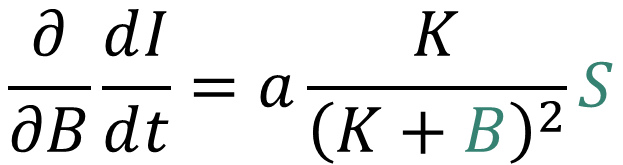 ∂/∂B dI/dt = a K/(K + B)² S